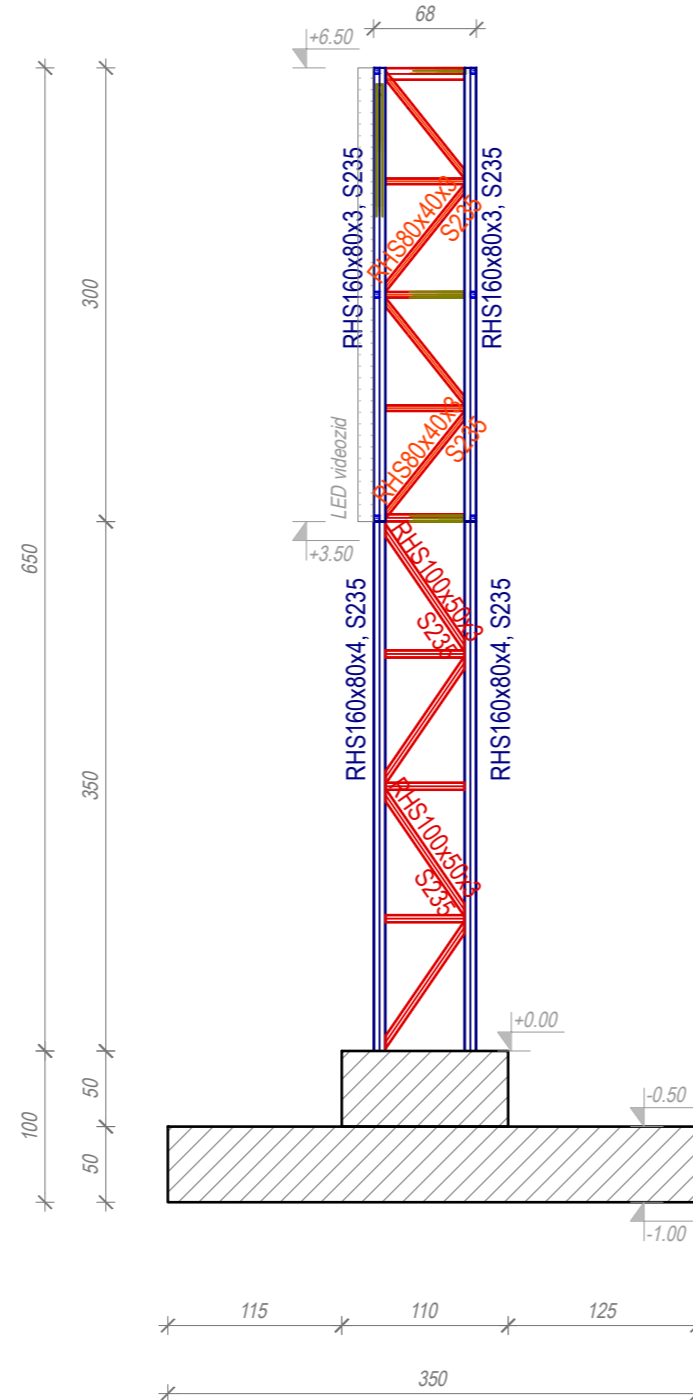 68
+6.50
RHS160x80x3, S235
RHS160x80x3, S235
RHS80x40x3
S235
300
RHS80x40x3
S235
LED videozid
+3.50
650
RHS100x50x3
S235
RHS160x80x4, S235
RHS160x80x4, S235
350
RHS100x50x3
S235
+0.00
50
-0.50
100
50
-1.00
115
110
125
350